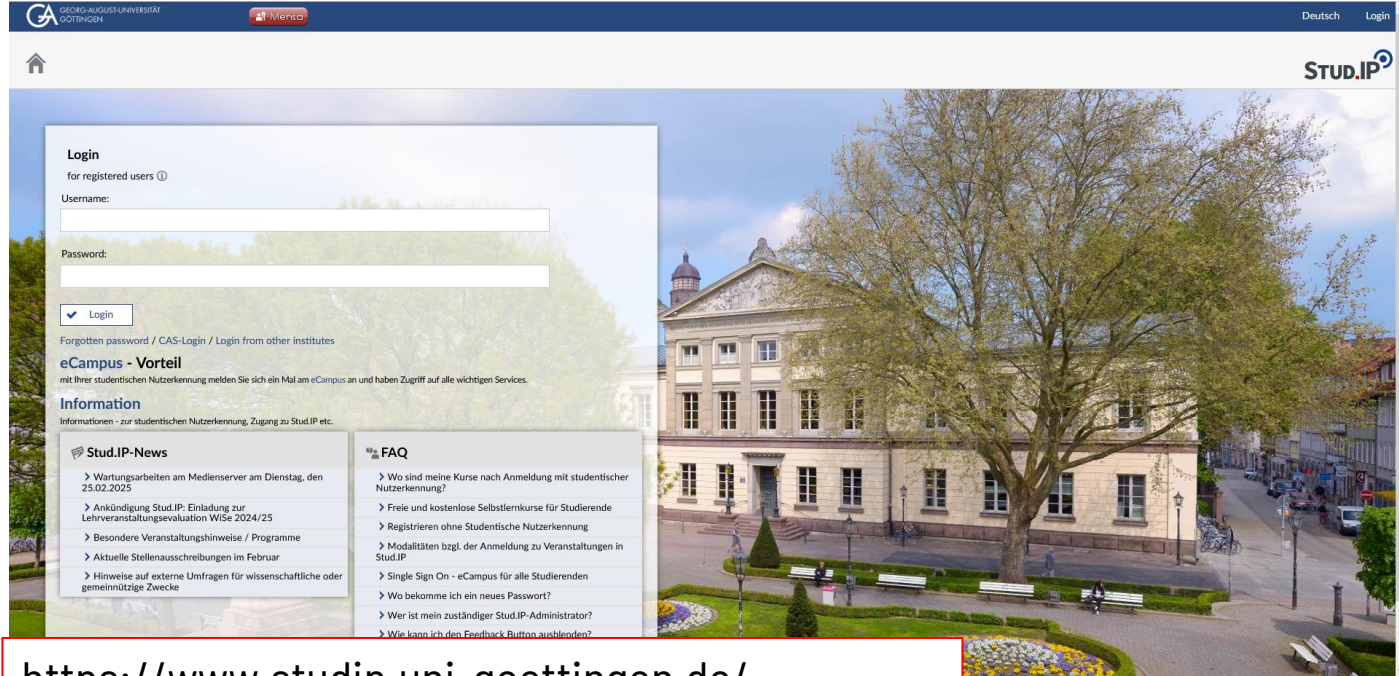 GEORG-AUGUST-UNIVERSITÄT
GÖTTINGEN
Mensa
Deutsch Login
STUD.IP
Login
for registered users
Username:
Password:
Login
Forgotten password / CAS-Login / Login from other institutes
eCampus - Vorteil
mit Ihrer studentischen Nutzerkennung melden Sie sich ein Mal am eCampus an und haben Zugriff auf alle wichtigen Services.
Information
Informationen - zur studentischen Nutzerkennung, Zugang zu Stud.IP etc.
Stud.IP-News
Wartungsarbeiten am Medienserver am Dienstag, den
25.02.2025
Ankündigung Stud.IP: Einladung zur
Lehrveranstaltungsevaluation WiSe 2024/25
Besondere Veranstaltungshinweise / Programme
Aktuelle Stellenausschreibungen im Februar
Hinweise auf externe Umfragen für wissenschaftliche oder
gemeinnützige Zwecke
FAQ
Wo sind meine Kurse nach Anmeldung mit studentischer
Nutzerkennung?
Freie und kostenlose Selbstlernkurse für Studierende
Registrieren ohne Studentische Nutzerkennung
Modalitäten bzgl. der Anmeldung zu Veranstaltungen in
Stud.IP
Single Sign On - eCampus für alle Studierenden
Wo bekomme ich ein neues Passwort?
Wer ist mein zuständiger Stud.IP-Administrator?
Wie kann ich den Feedback Button ausblenden?
https://www.studip.uni-goettingen.de/